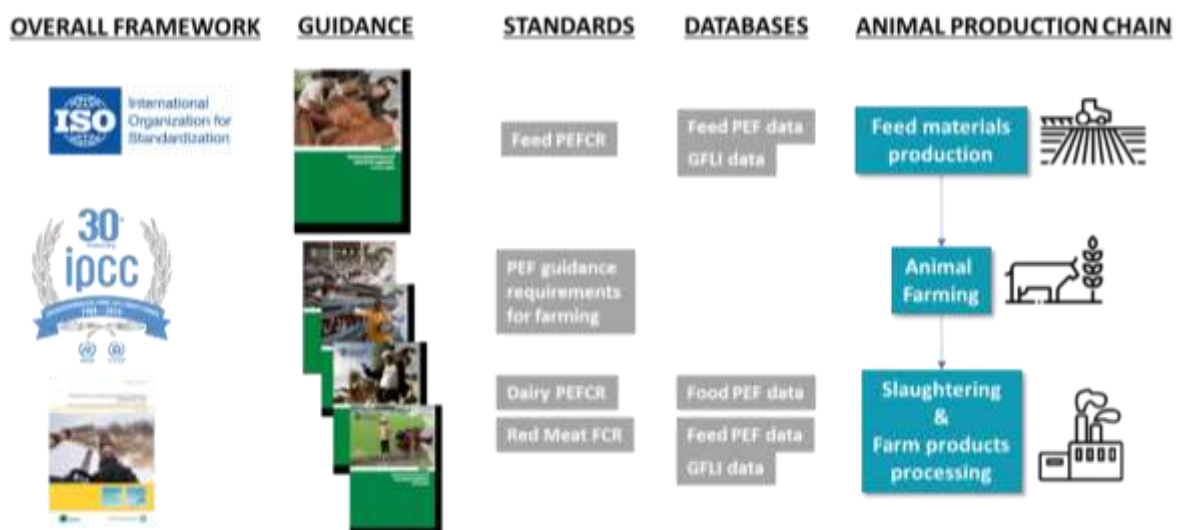 OVERALL FRAMEWORK
GUIDANCE
STANDARDS
DATABASES
ANIMAL PRODUCTION CHAIN
ISO
International
Organization for
Standardization
30
ipcc
Feed PEFCR
Feed PEF data
GFLI data
Feed materials
production
PEF guidance
requirements
for farming
Animal
Farming
Dairy PEFCR
Red Meat FCR
Food PEF data
Feed PEF data
GFLI data
Slaughtering
&
Farm products
processing